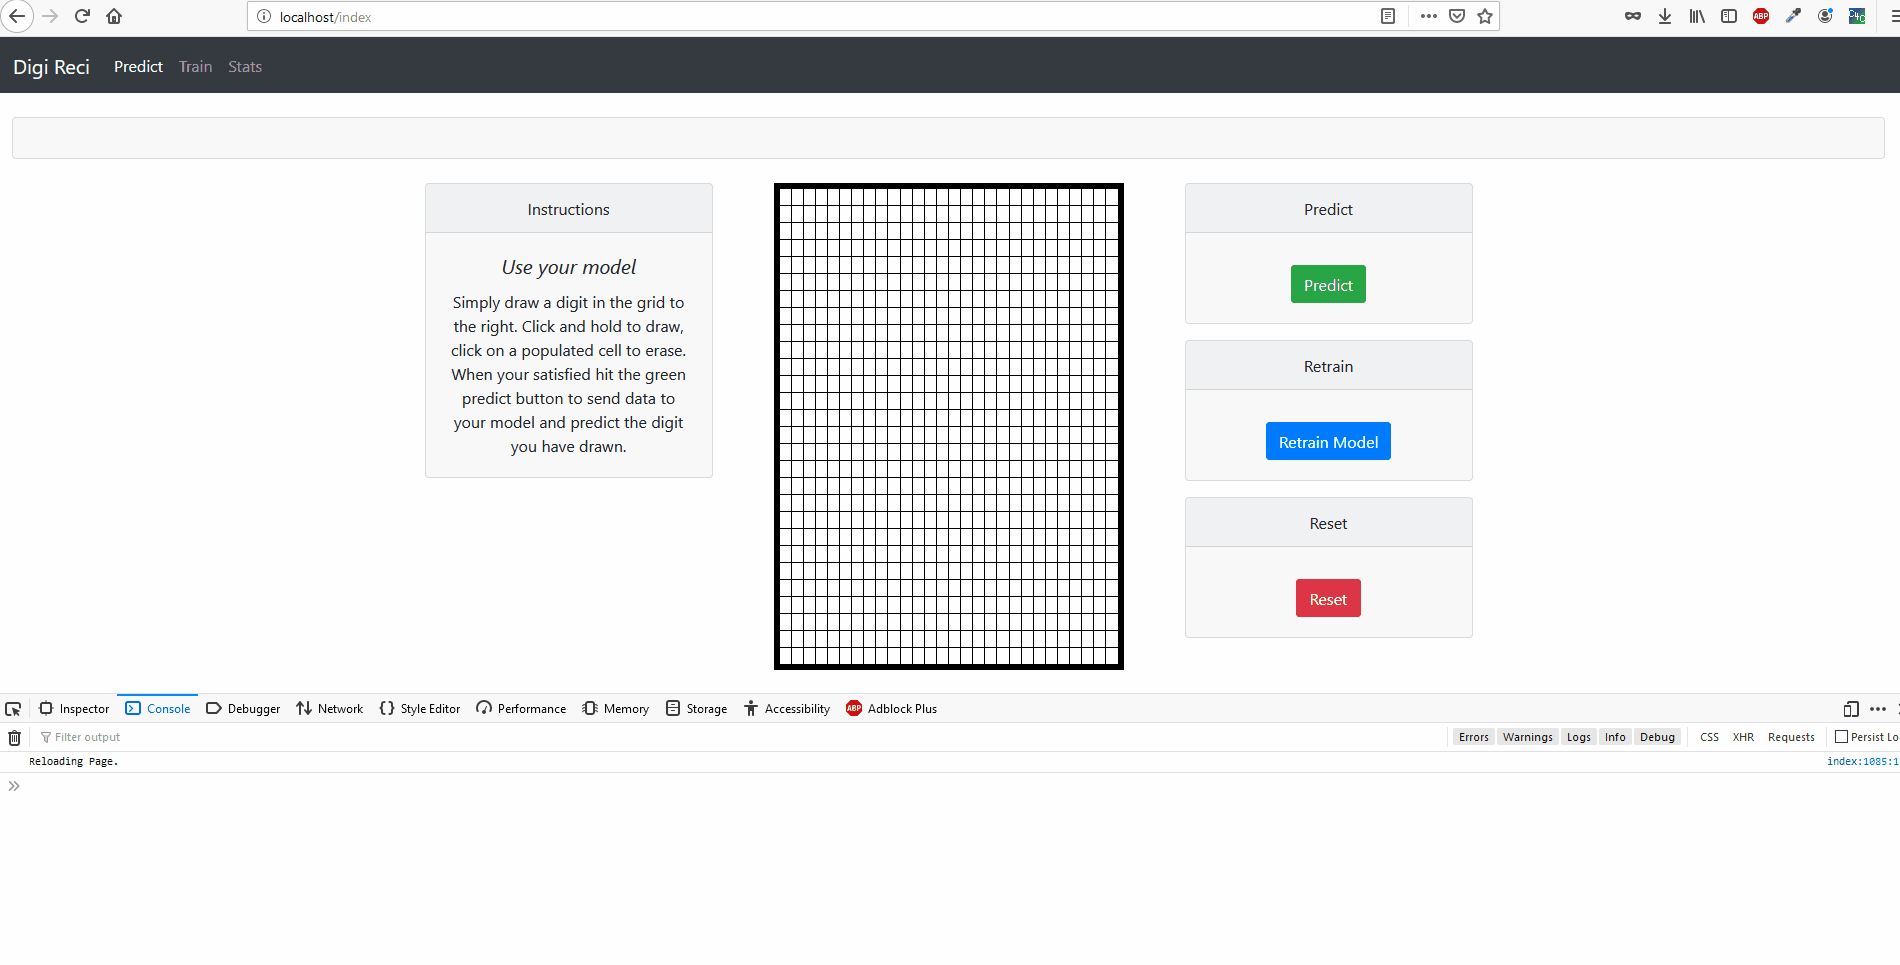 localhost/index
ABP
Digi Reci Predict Train Stats
Instructions
Use your model
Simply draw a digit in the grid to
the right. Click and hold to draw,
click on a populated cell to erase.
When your satisfied hit the green
predict button to send data to
your model and predict the digit
you have drawn.
Predict
Predict
Retrain
Retrain Model
Reset
Reset
Inspector Console Debugger Network Style Editor Performance Memory Storage Accessibility ABP Adblock Plus
Filter output Errors Warnings Logs Info Debug CSS XHR Requests Persist Lo
Reloading Page. index:1085:1